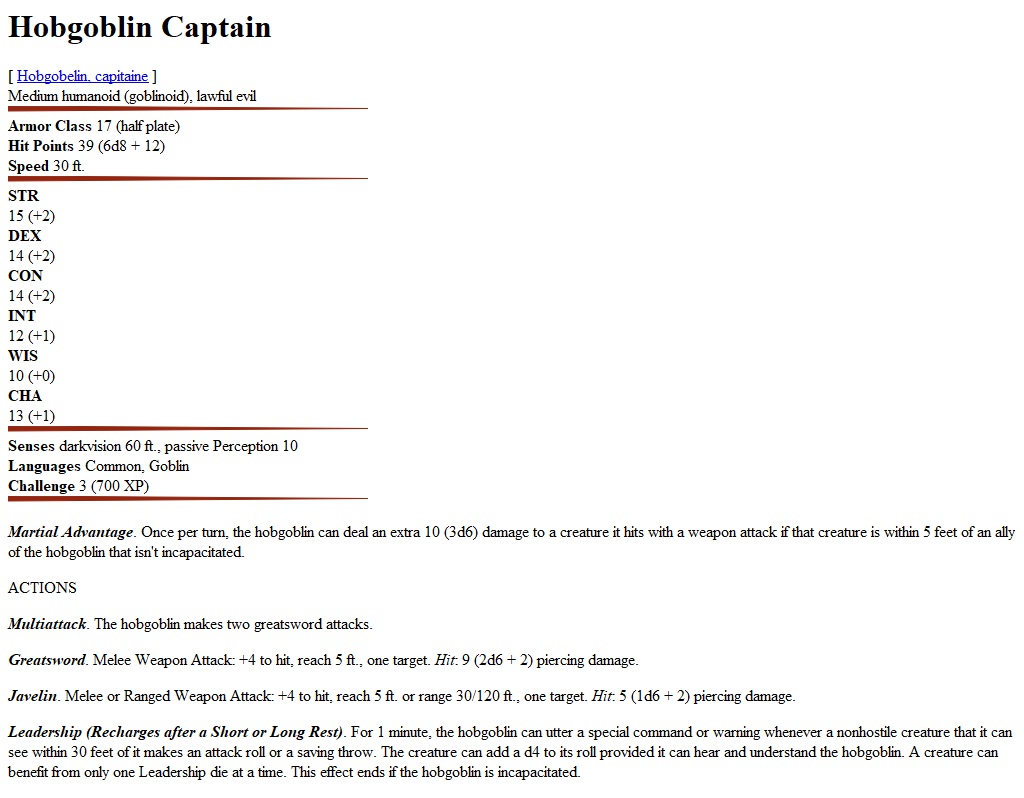 Hobgoblin Captain
[ Hobgobelin, capitaine ]
Medium humanoid (goblinoid), lawful evil
Armor Class 17 (half plate)
Hit Points 39 (6d8 + 12)
Speed 30 ft.
STR
15 (+2)
DEX
14 (+2)
CON
14 (+2)
INT
12 (+1)
WIS
10 (+0)
CHA
13 (+1)
Senses darkvision 60 ft., passive Perception 10
Languages Common, Goblin
Challenge 3 (700 XP)
Martial Advantage. Once per turn, the hobgoblin can deal an extra 10 (3d6) damage to a creature it hits with a weapon attack if that creature is within 5 feet of an ally
of the hobgoblin that isn't incapacitated.
ACTIONS
Multiattack. The hobgoblin makes two greatsword attacks.
Greatsword. Melee Weapon Attack: +4 to hit, reach 5 ft., one target. Hit: 9 (2d6 + 2) piercing damage.
Javelin. Melee or Ranged Weapon Attack: +4 to hit, reach 5 ft. or range 30/120 ft., one target. Hit: 5 (1d6 + 2) piercing damage.
Leadership (Recharges after a Short or Long Rest). For 1 minute, the hobgoblin can utter a special command or warning whenever a nonhostile creature that it can
see within 30 feet of it makes an attack roll or a saving throw. The creature can add a d4 to its roll provided it can hear and understand the hobgoblin. A creature can
benefit from only one Leadership die at a time. This effect ends if the hobgoblin is incapacitated.